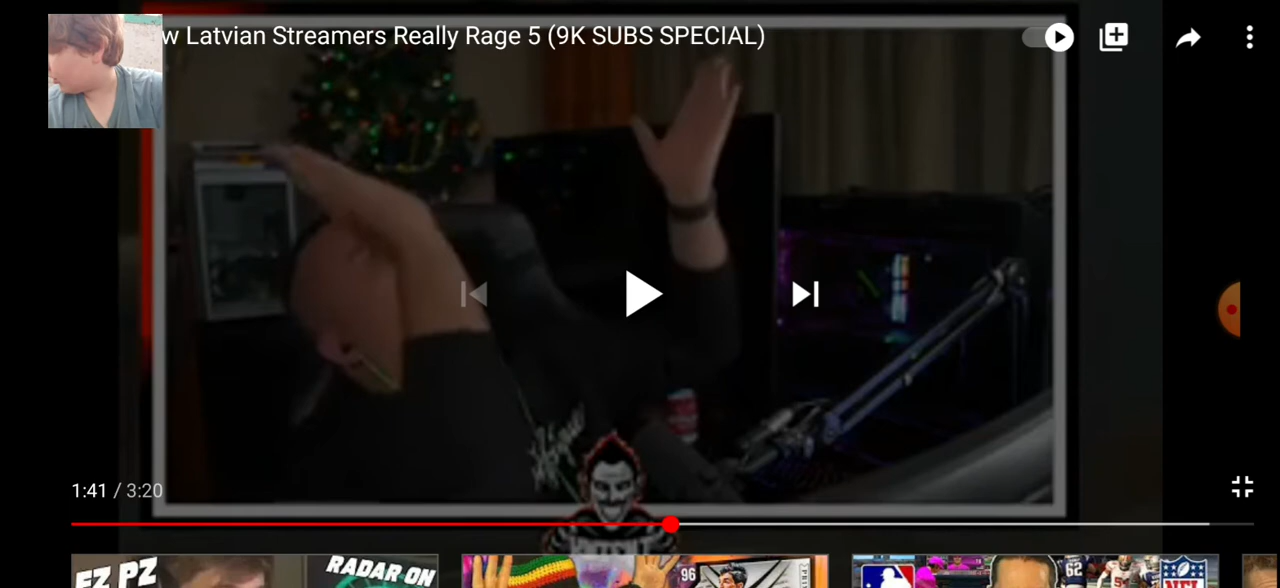 w Latvian Streamers Really Rage 5 (9K SUBS SPECIAL)
1:41 / 3:20
EZ PZ
RADAR ON
96
62
NFL